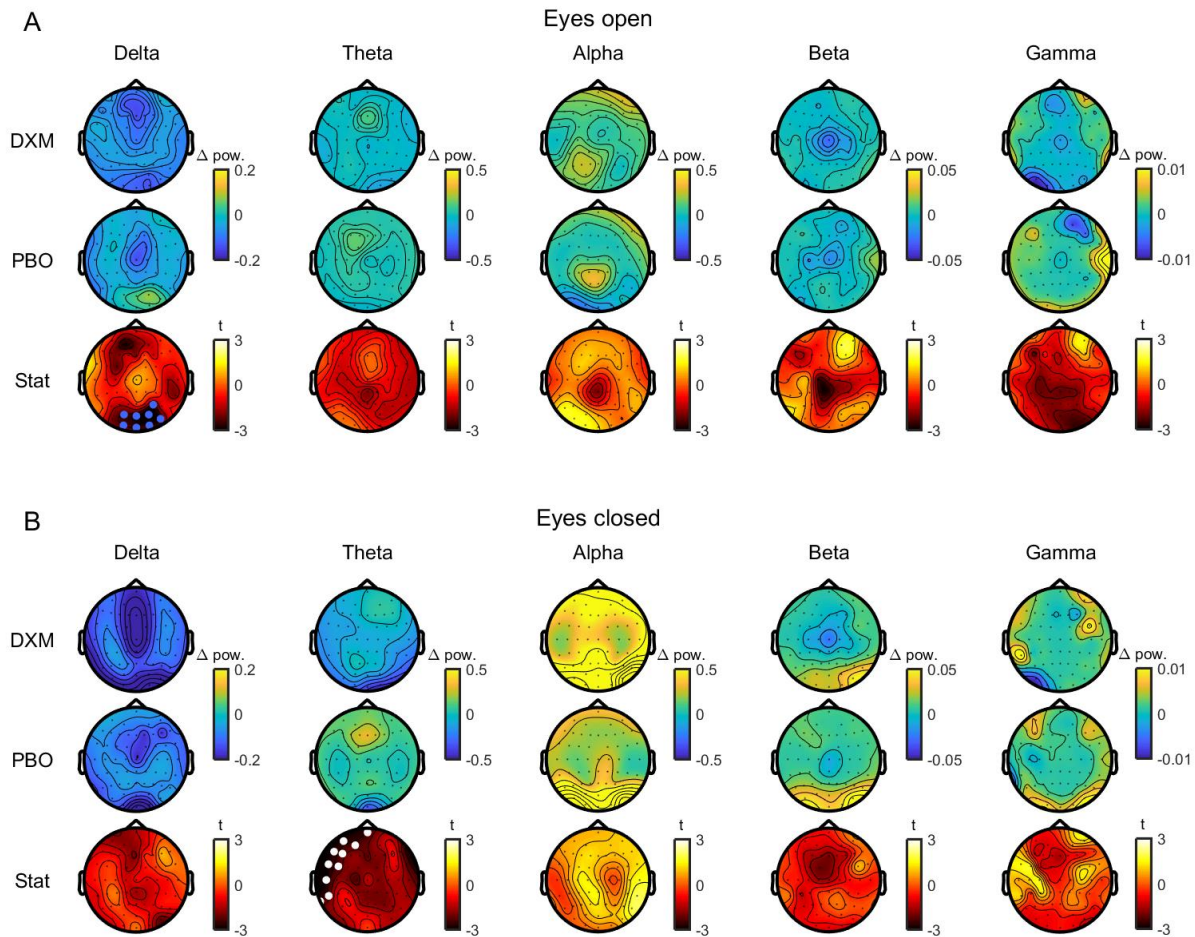 A
Eyes open
Delta Theta Alpha Beta Gamma
DXM
Δ pow. Δ pow. Δ pow. Δ pow. Δ pow.
0.2 0.5 0.5 0.05 0.01
0 0 0 0 0
-0.2 -0.5 -0.5 -0.05 -0.01
PBO
t t t t t
3 3 3 3 3
Stat 0 0 0 0 0
-3 -3 -3 -3 -3
B
Eyes closed
Delta Theta Alpha Beta Gamma
DXM
Δ pow. Δ pow. Δ pow. Δ pow. Δ pow.
0.2 0.5 0.5 0.05 0.01
0 0 0 0 0
-0.2 -0.5 -0.5 -0.05 -0.01
PBO
t t t t t
3 3 3 3 3
Stat 0 0 0 0 0
-3 -3 -3 -3 -3